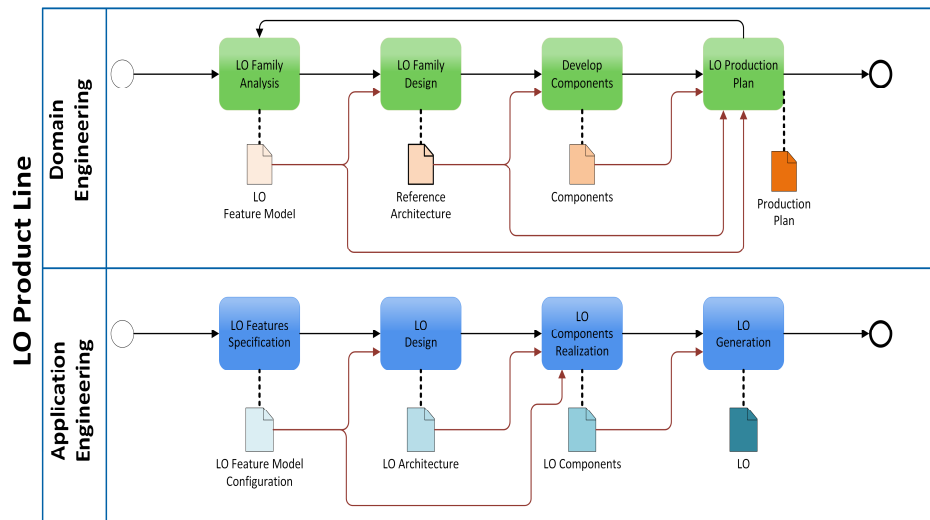 LO Product Line
Domain
Engineering
LO Family
Analysis
LO Family
Design
Develop
Components
LO Production
Plan
LO
Feature Model
Reference
Architecture
Components
Production
Plan
Application
Engineering
LO Features
Specification
LO
Design
LO
Components
Realization
LO
Generation
LO Feature Model
Configuration
LO Architecture
LO Components
LO